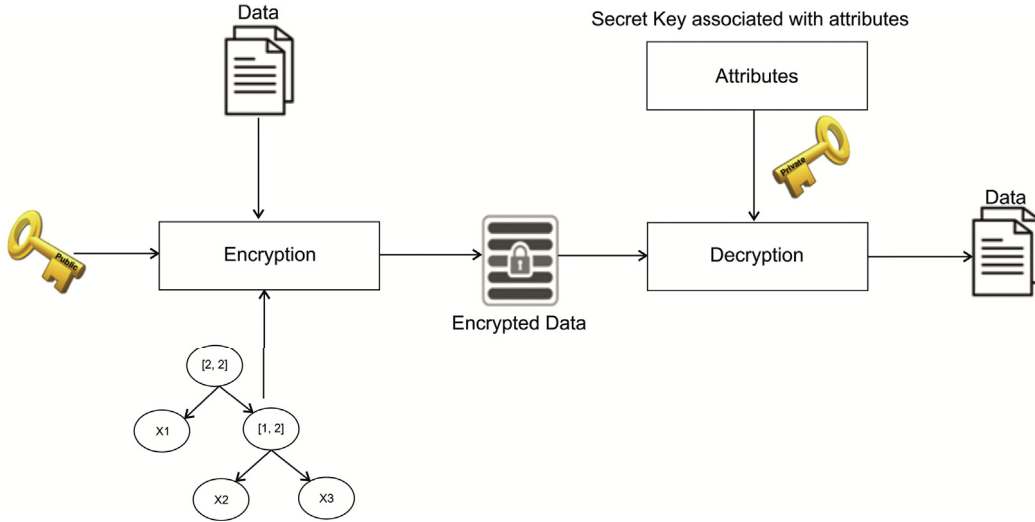 Data
Secret Key associated with attributes
Attributes
Private
Data
Public
Encryption
Decryption
Encrypted Data
[2, 2]
X1
[1, 2]
X2
X3